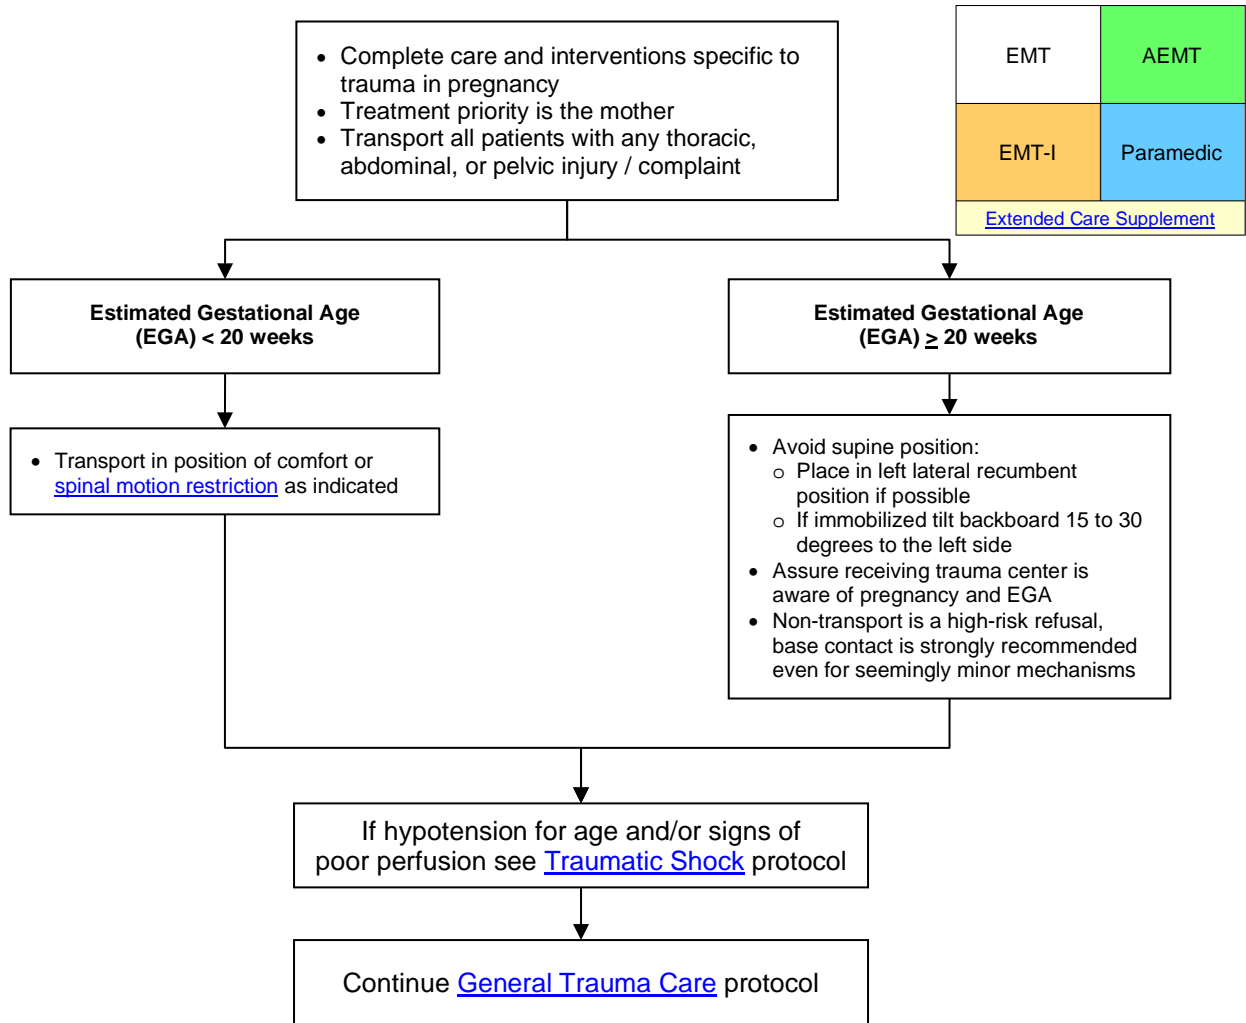 • Complete care and interventions specific to
trauma in pregnancy
• Treatment priority is the mother
• Transport all patients with any thoracic,
abdominal, or pelvic injury / complaint
EMT
AEMT
EMT-I
Paramedic
Extended Care Supplement
Estimated Gestational Age
(EGA) < 20 weeks
Estimated Gestational Age
(EGA) ≥ 20 weeks
• Transport in position of comfort or
spinal motion restriction as indicated
• Avoid supine position:
o Place in left lateral recumbent
position if possible
o If immobilized tilt backboard 15 to 30
degrees to the left side
• Assure receiving trauma center is
aware of pregnancy and EGA
• Non-transport is a high-risk refusal,
base contact is strongly recommended
even for seemingly minor mechanisms
If hypotension for age and/or signs of
poor perfusion see Traumatic Shock protocol
Continue General Trauma Care protocol